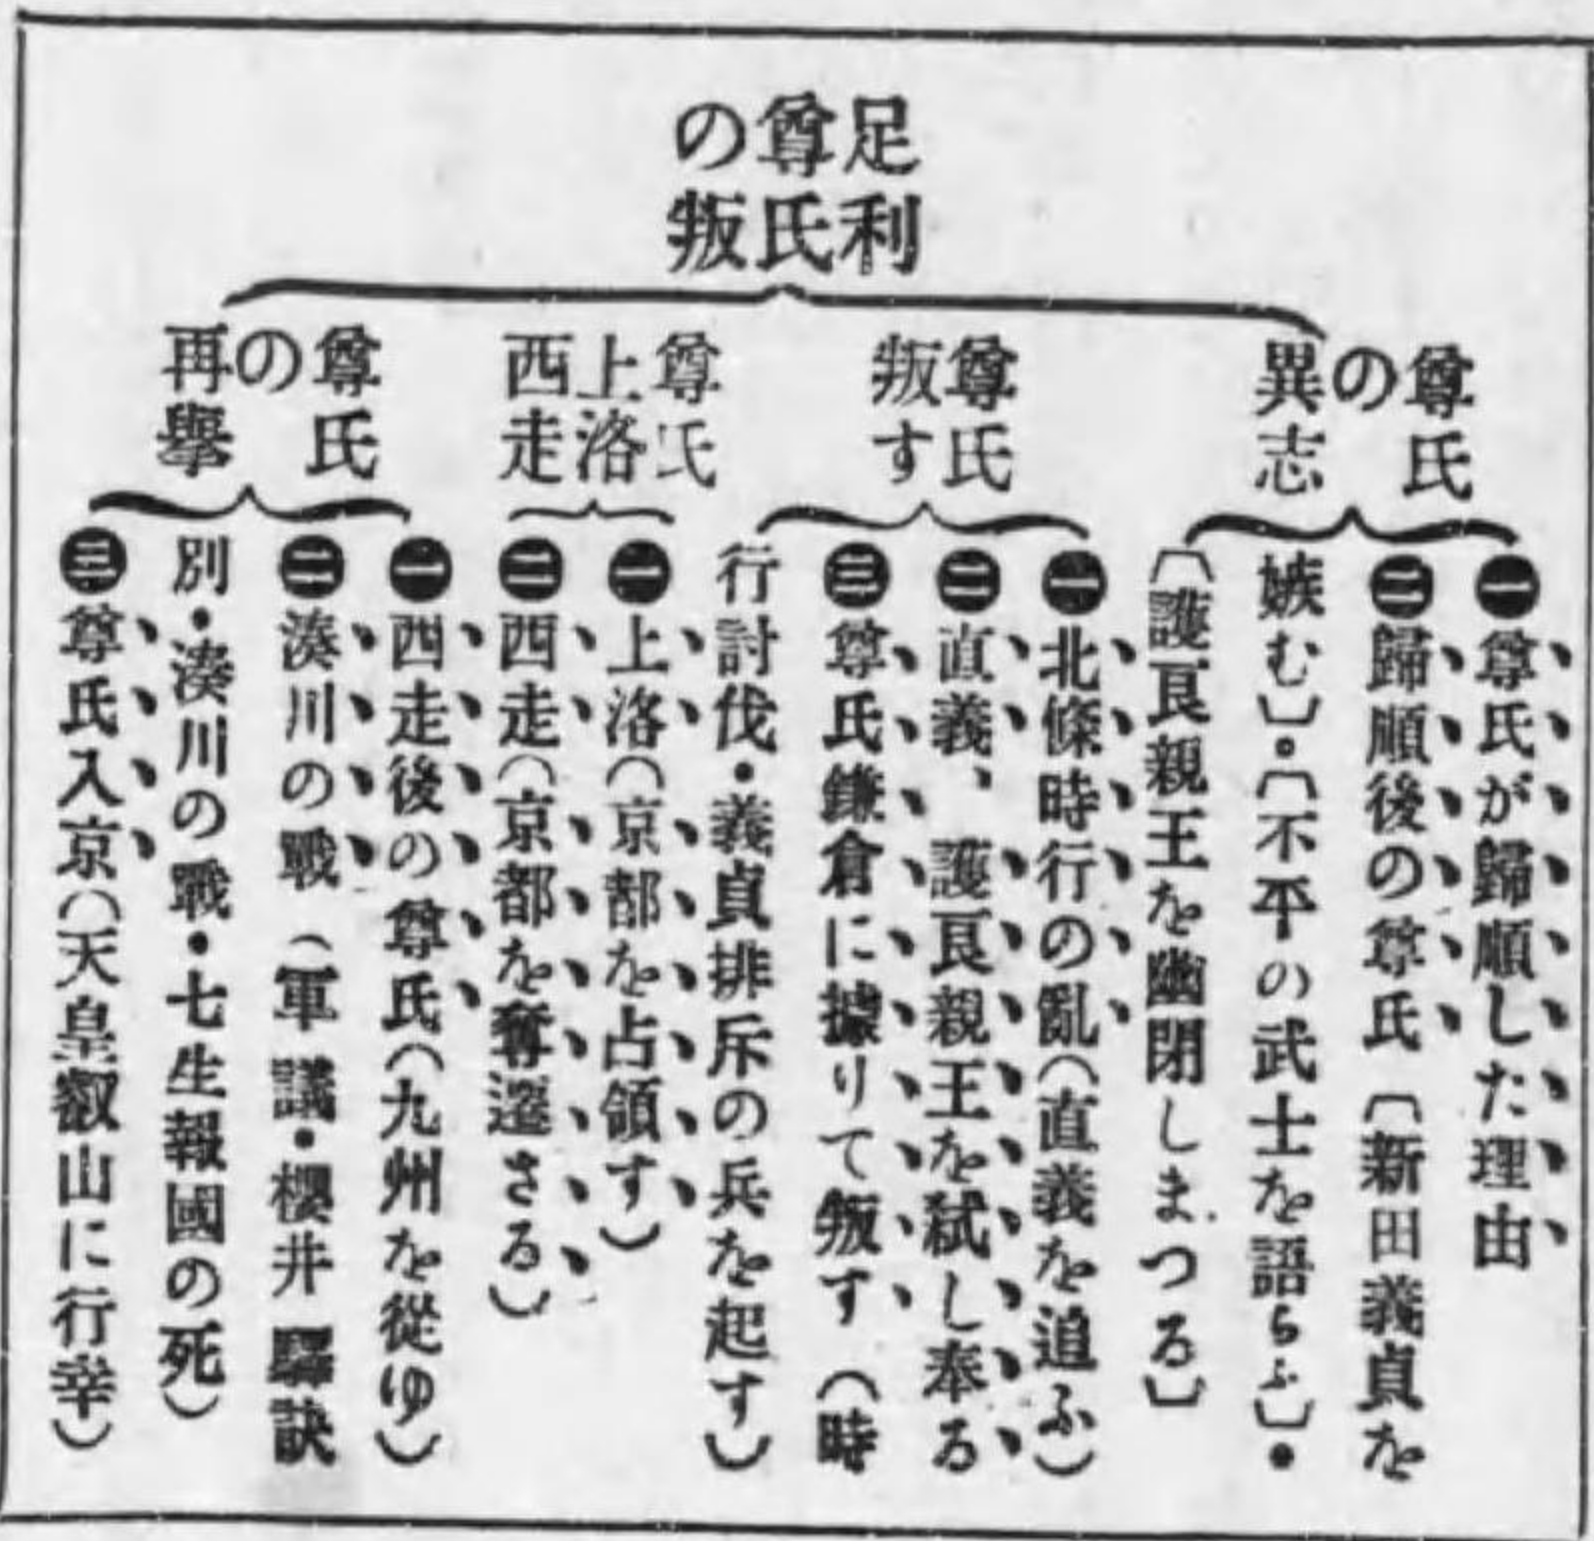 足利
尊氏
の叛
尊氏
の
異志
㊀尊氏が歸順した理由
㊁歸順後の尊氏〔新田義貞を
嫉む〕。〔不平の武士を語らふ〕・
〔護良親王を幽閉しまつる〕
尊氏
叛す
㊀北條時行の亂(直義を追ふ)
㊁直義、護良親王を弑し奉る
㊂尊氏鎌倉に據りて叛す(時
行討伐・義貞排斥の兵を起す)
尊氏
上洛
西走
㊀上洛(京都を占領す)
㊁西走(京都を奪還さる)
尊氏
の
再擧
㊀西走後の尊氏(九州を從ゆ)
㊁湊川の戰(軍議・櫻井驛訣
別・湊川の戰・七生報國の死)
㊂尊氏入京(天皇叡山に行幸)